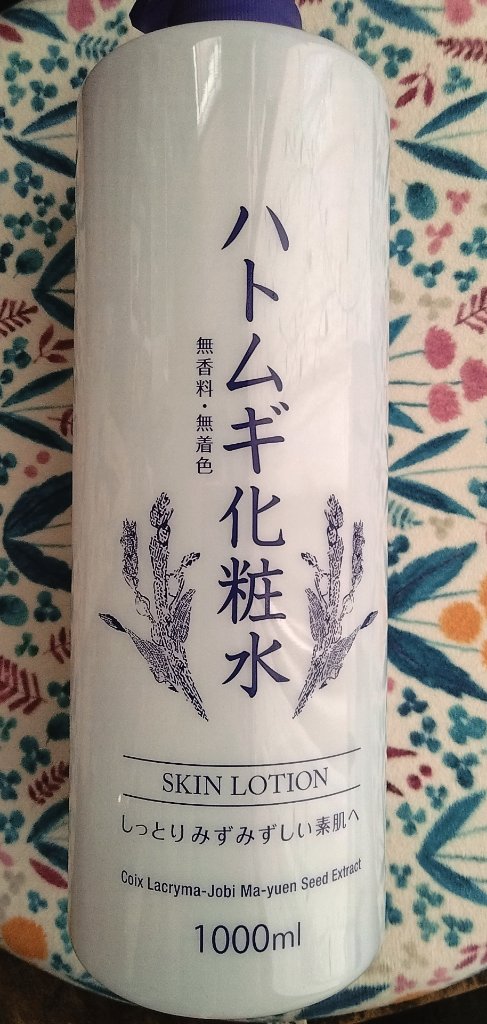 ハトムギ化粧水
無香料・無着色
SKIN LOTION
しっとりみずみずしい素肌へ
Coix Lacryma-Jobi Ma-yuen Seed Extract
1000ml